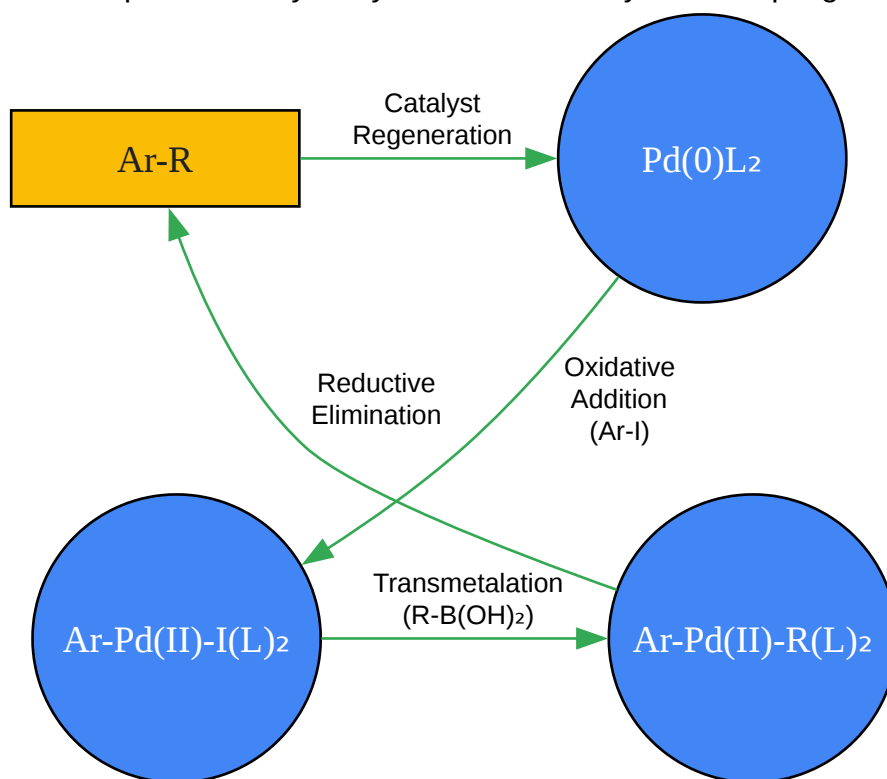 Catalyst
Regeneration
Ar-R
Pd(0)L₂
Reductive
Elimination
Oxidative
Addition
(Ar-I)
Transmetalation
(R-B(OH)₂)
Ar-Pd(II)-I(L)₂
Ar-Pd(II)-R(L)₂